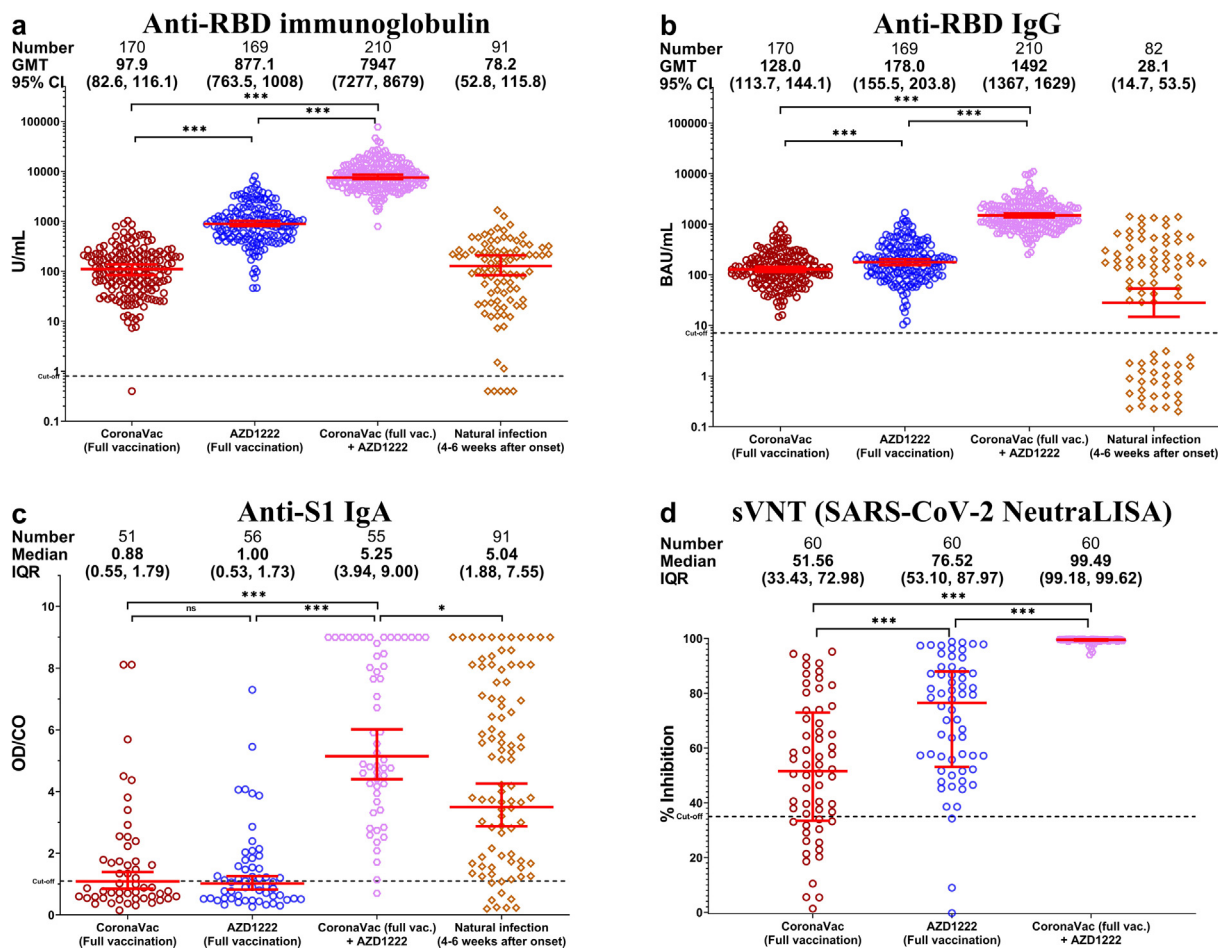 a Anti-RBD immunoglobulin
Number 170 169 210 91
GMT 97.9 877.1 7947 78.2
95% CI (82.6, 116.1) (763.5, 1008) (7277, 8679) (52.8, 115.8)
***
*** ***
100000
10000
1000
100
10
1
Cut-off
0.1
U/mL
CoronaVac AZD1222 CoronaVac (full vac.) Natural infection
(Full vaccination) (Full vaccination) + AZD1222 (4-6 weeks after onset)
b Anti-RBD IgG
Number 170 169 210 82
GMT 128.0 178.0 1492 28.1
95% CI (113.7, 144.1) (155.5, 203.8) (1367, 1629) (14.7, 53.5)
***
*** ***
100000
10000
1000
100
10
Cut-off
1
0.1
BAU/mL
CoronaVac AZD1222 CoronaVac (full vac.) Natural infection
(Full vaccination) (Full vaccination) + AZD1222 (4-6 weeks after onset)
c Anti-S1 IgA
Number 51 56 55 91
Median 0.88 1.00 5.25 5.04
IQR (0.55, 1.79) (0.53, 1.73) (3.94, 9.00) (1.88, 7.55)
***
ns *** *
10
8
6
4
2
Cut-off
0
OD/CO
CoronaVac AZD1222 CoronaVac (full vac.) Natural infection
(Full vaccination) (Full vaccination) + AZD1222 (4-6 weeks after onset)
d sVNT (SARS-CoV-2 NeutraLISA)
Number 60 60 60
Median 51.56 76.52 99.49
IQR (33.43, 72.98) (53.10, 87.97) (99.18, 99.62)
***
*** ***
100
80
60
40
Cut-off
20
0
% Inhibition
CoronaVac AZD1222 CoronaVac (full vac.)
(Full vaccination) (Full vaccination) + AZD1222